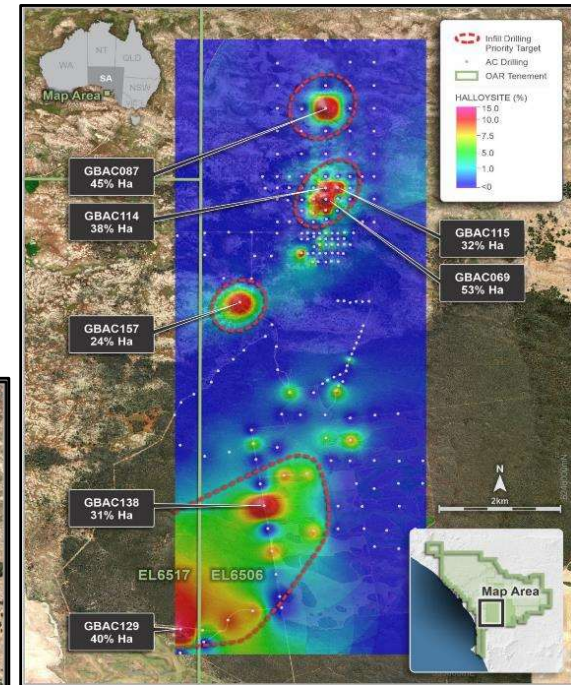 WA
NT
QLD
SA
NSW
Map Area
Infill Drilling
Priority Target
AC Drilling
OAR Tenement
HALLOYSITE (%)
15.0
10.0
7.5
5.0
1.0
<0
GBAC087
45% Ha
GBAC114
38% Ha
GBAC115
32% Ha
GBAC069
53% Ha
GBAC157
24% Ha
GBAC138
31% Ha
N
2km
EL6517
EL6506
GBAC129
40% Ha
Map Area